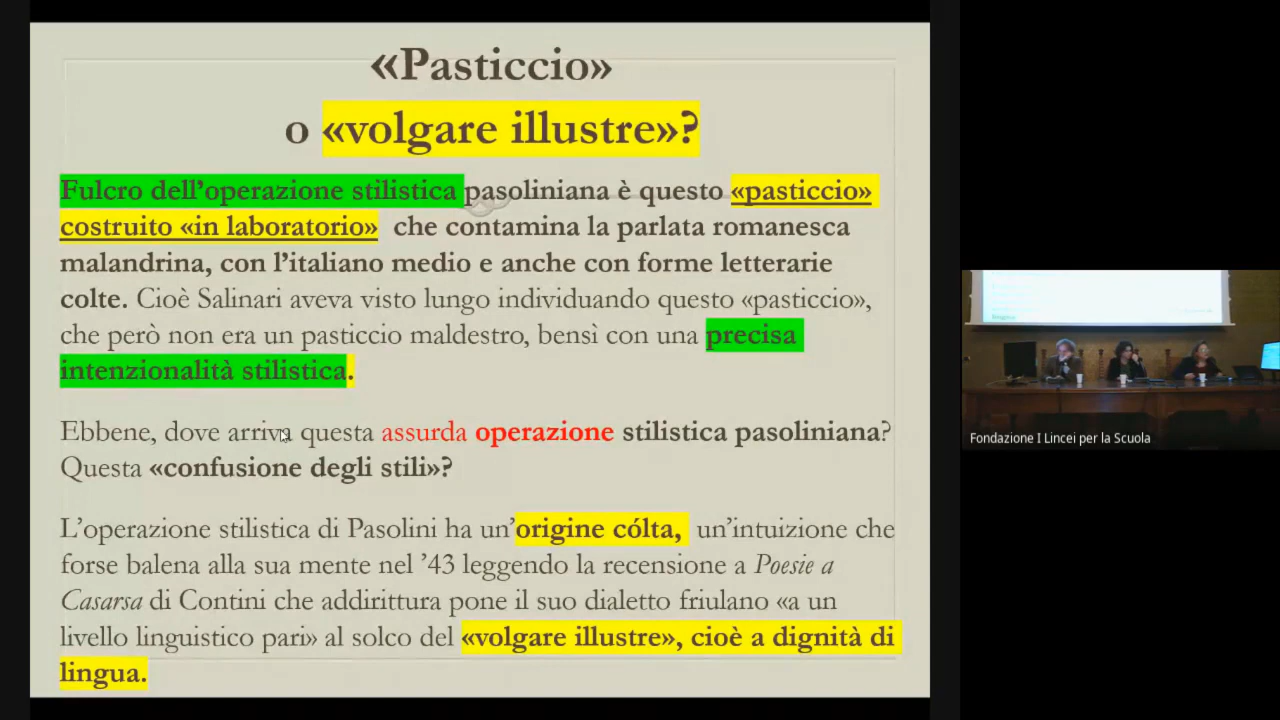 «Pasticcio»
o «volgare illustre»?
Fulcro dell’operazione stilistica pasoliniana è questo «pasticcio»
costruito «in laboratorio» che contamina la parlata romanesca
malandrina, con l’italiano medio e anche con forme letterarie
colte. Cioè Salinari aveva visto lungo individuando questo «pasticcio»,
che però non era un pasticcio maldestro, bensì con una precisa
intenzionalità stilistica.
Ebbene, dove arriva questa assurda operazione stilistica pasoliniana?
Questa «confusione degli stili»?
L’operazione stilistica di Pasolini ha un’origine cólta, un’intuizione che
forse balena alla sua mente nel ’43 leggendo la recensione a Poesie a
Casarsa di Contini che addirittura pone il suo dialetto friulano «a un
livello linguistico pari» al solco del «volgare illustre», cioè a dignità di
lingua.
Fondazione I Lincei per la Scuola